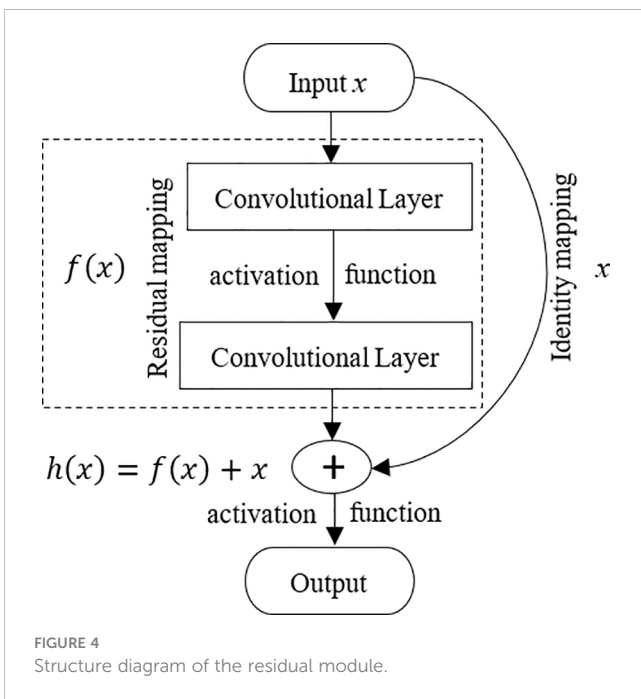 Input x
Convolutional Layer
f(x)
Residual mapping
activation function
Identity mapping
x
Convolutional Layer
h(x) = f(x) + x
+
activation function
Output
FIGURE 4
Structure diagram of the residual module.